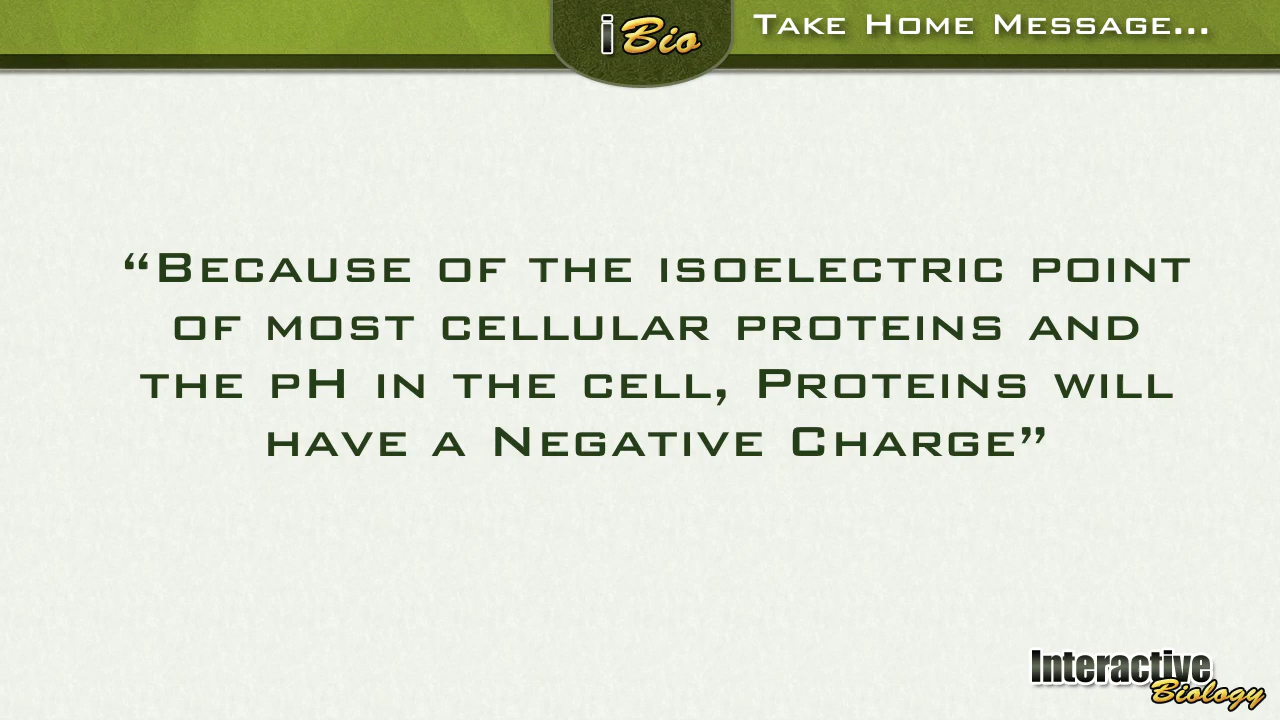 i Bio
Take Home Message...
“Because of the isoelectric point
of most cellular proteins and
the pH in the cell, Proteins will
have a Negative Charge”
Interactive
Biology